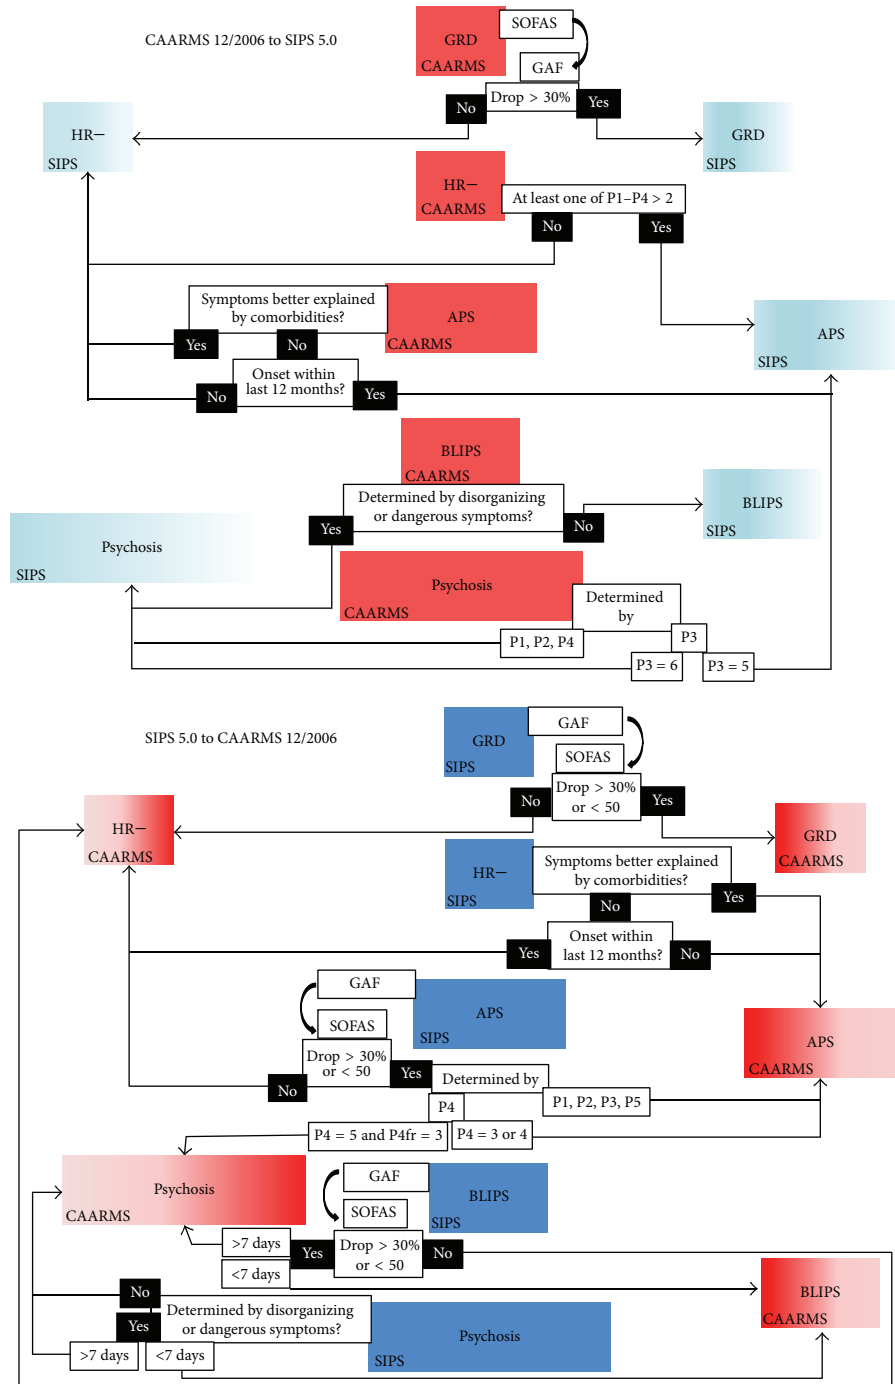 CAARMS 12/2006 to SIPS 5.0
GRD
CAARMS
SOFAS
GAF
Drop > 30%
No
Yes
HR−
SIPS
GRD
SIPS
HR−
CAARMS
At least one of P1–P4 > 2
No
Yes
Symptoms better explained
by comorbidities?
APS
CAARMS
Yes
No
Onset within
last 12 months?
No
Yes
APS
SIPS
BLIPS
CAARMS
Determined by disorganizing
or dangerous symptoms?
Yes
No
BLIPS
SIPS
Psychosis
SIPS
Psychosis
CAARMS
Determined
by
P1, P2, P4
P3
P3 = 6
P3 = 5
SIPS 5.0 to CAARMS 12/2006
GRD
SIPS
GAF
SOFAS
Drop > 30%
or < 50
No
Yes
HR−
CAARMS
GRD
CAARMS
HR−
SIPS
Symptoms better explained
by comorbidities?
No
Yes
Onset within
last 12 months?
Yes
No
GAF
SOFAS
APS
SIPS
Drop > 30%
or < 50
No
Yes
Determined by
P1, P2, P3, P5
P4
P4 = 5 and P4fr = 3
P4 = 3 or 4
APS
CAARMS
Psychosis
CAARMS
GAF
SOFAS
BLIPS
SIPS
Drop > 30%
or < 50
>7 days
<7 days
Yes
No
BLIPS
CAARMS
No
Yes
Determined by disorganizing
or dangerous symptoms?
>7 days
<7 days
Psychosis
SIPS